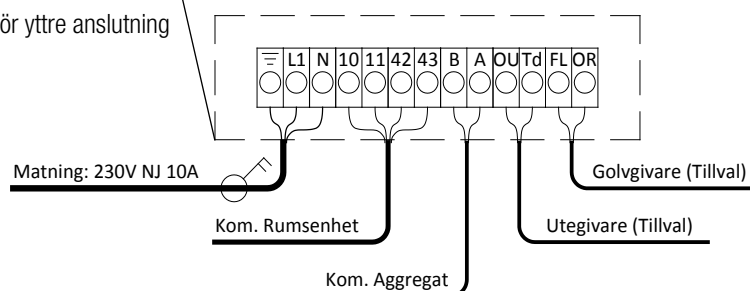 ör yttre anslutning
L1 N 10 11 42 43 B A OU Td FL OR
Matning: 230V NJ 10A
Golvgivare (Tillval)
Kom. Rumsenhet
Utegivare (Tillval)
Kom. Aggregat